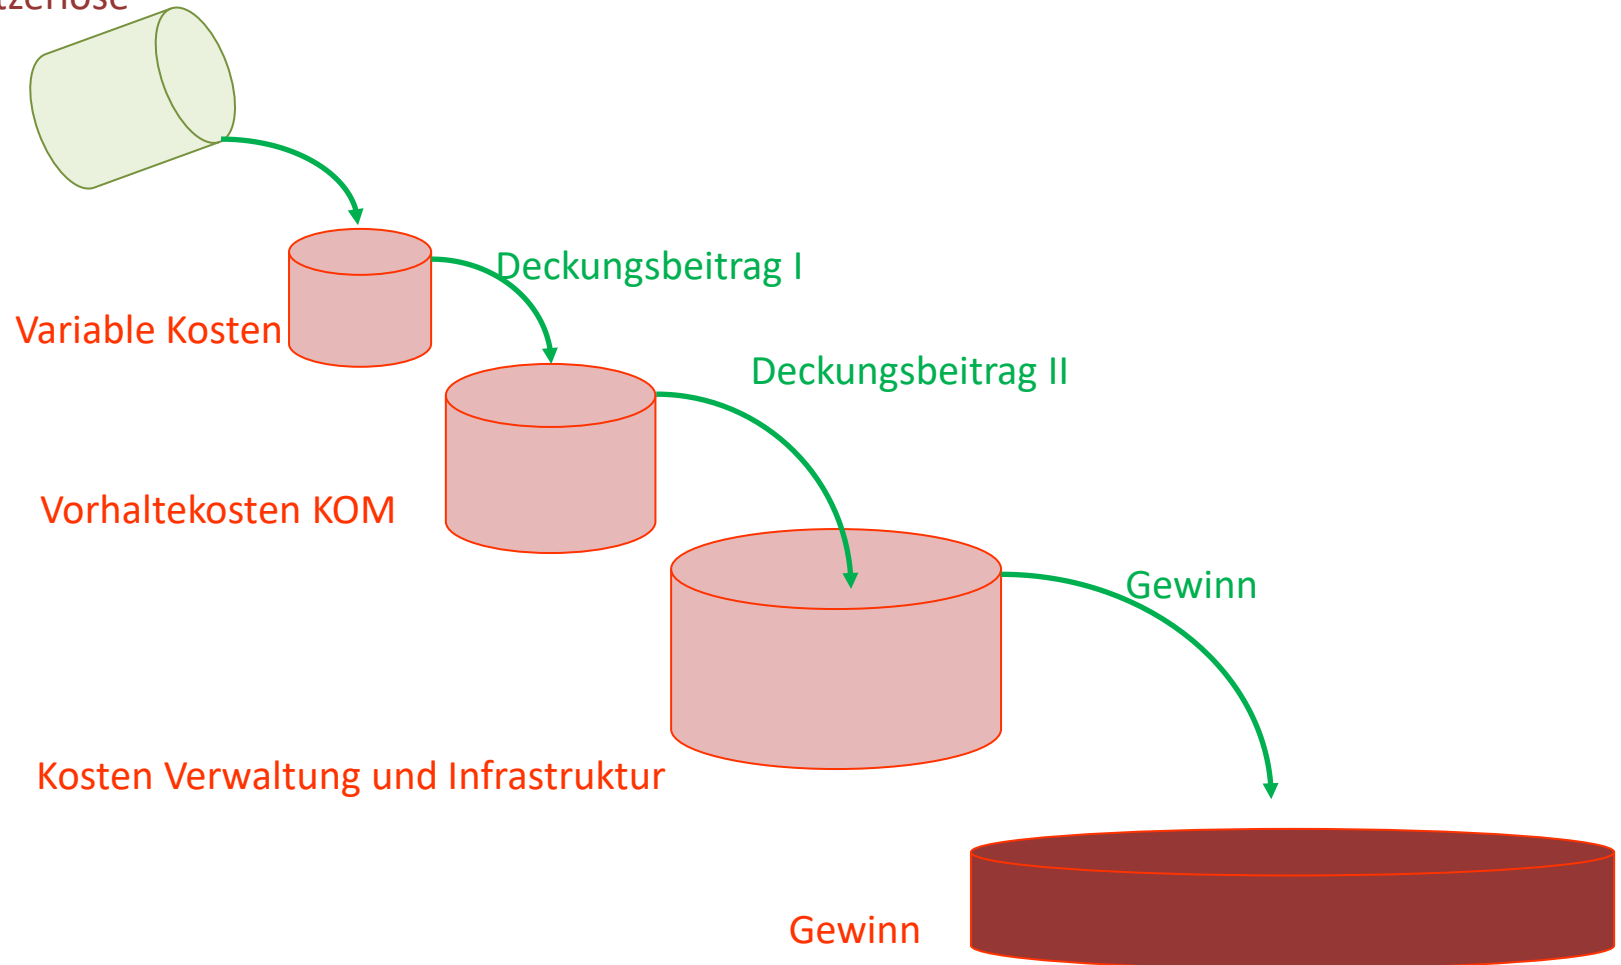 Deckungsbeitrag I
Variable Kosten
Deckungsbeitrag II
Vorhaltekosten KOM
Gewinn
Kosten Verwaltung und Infrastruktur
Gewinn